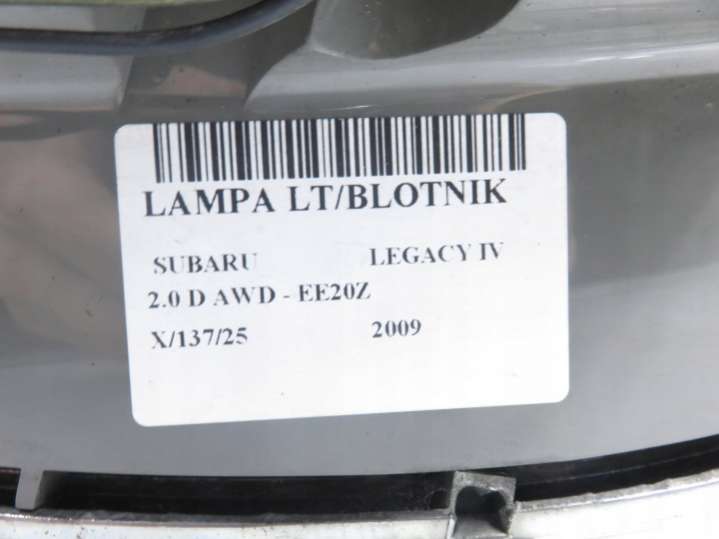 LAMPA LT/BLOTNIK
SUBARU LEGACY IV
2.0 D AWD - EE20Z
X/137/25 2009